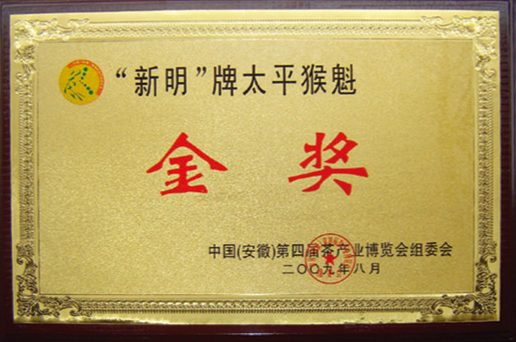 “新明”牌太平猴魁
金奖
中国(安徽)第四届茶产业博览会组委会
二〇〇九年八月